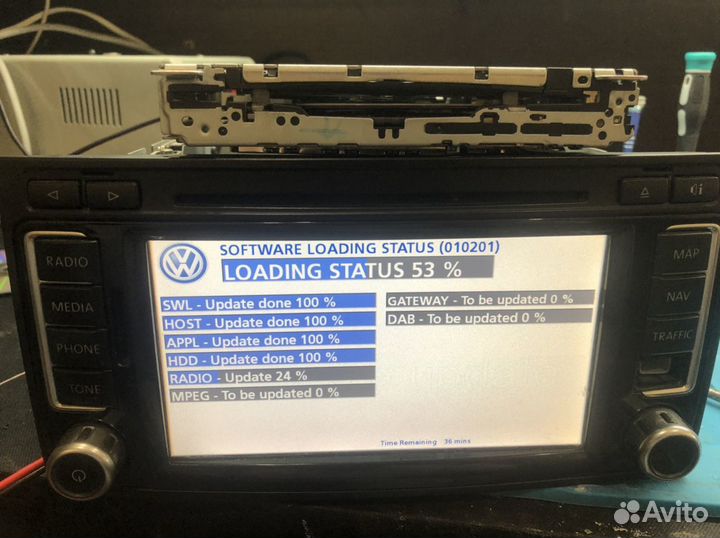 RADIO
MEDIA
PHONE
TONE
i
SOFTWARE LOADING STATUS (010201)
LOADING STATUS 53 %
SWL - Update done 100 %
HOST - Update done 100 %
APPL - Update done 100 %
HDD - Update done 100 %
RADIO - Update 24 %
MPEG - To be updated 0 %
GATEWAY - To be updated 0 %
DAB - To be updated 0 %
Time Remaining 36 mins
MAP
NAV
TRAFFIC
Avito